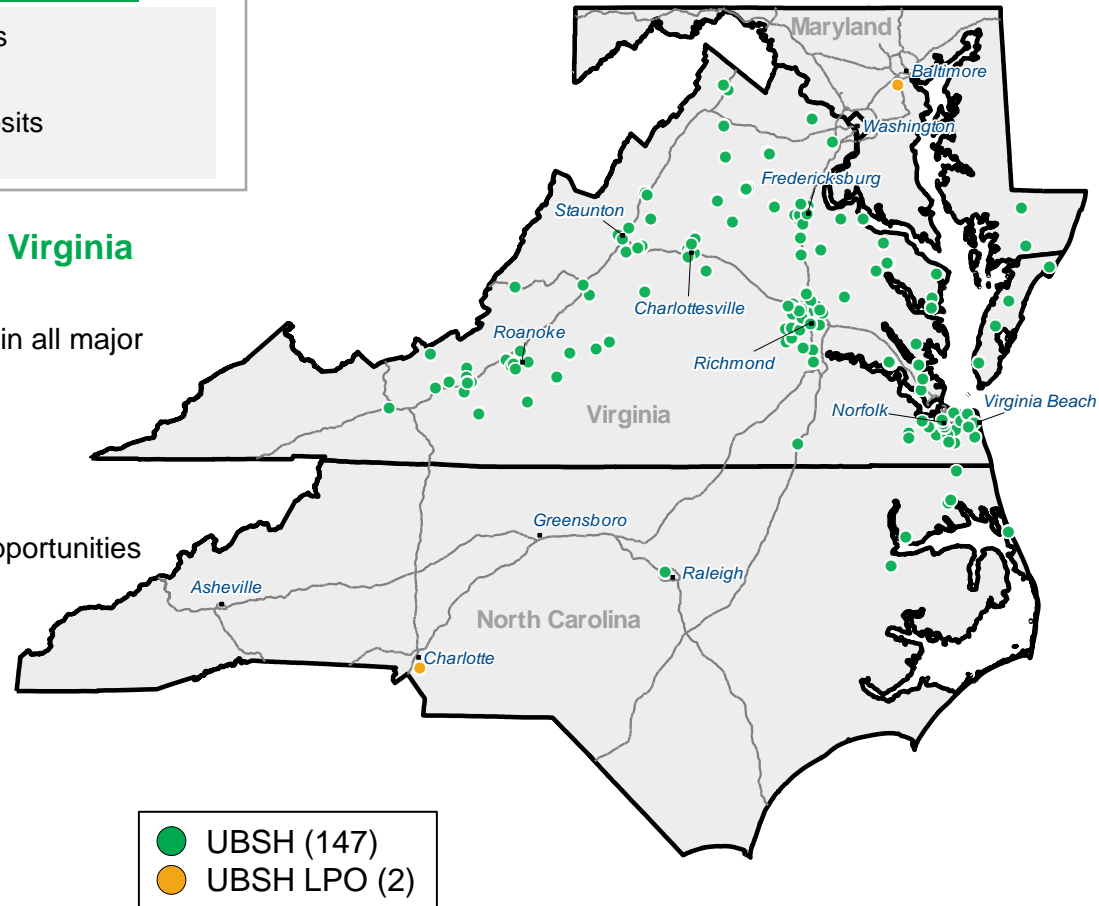 s
sits
Virginia
in all major
pportunities
Maryland
Baltimore
Washington
Fredericksburg
Staunton
Charlottesville
Roanoke
Richmond
Virginia
Norfolk
Virginia Beach
Greensboro
Raleigh
Asheville
North Carolina
Charlotte
UBSH (147)
UBSH LPO (2)